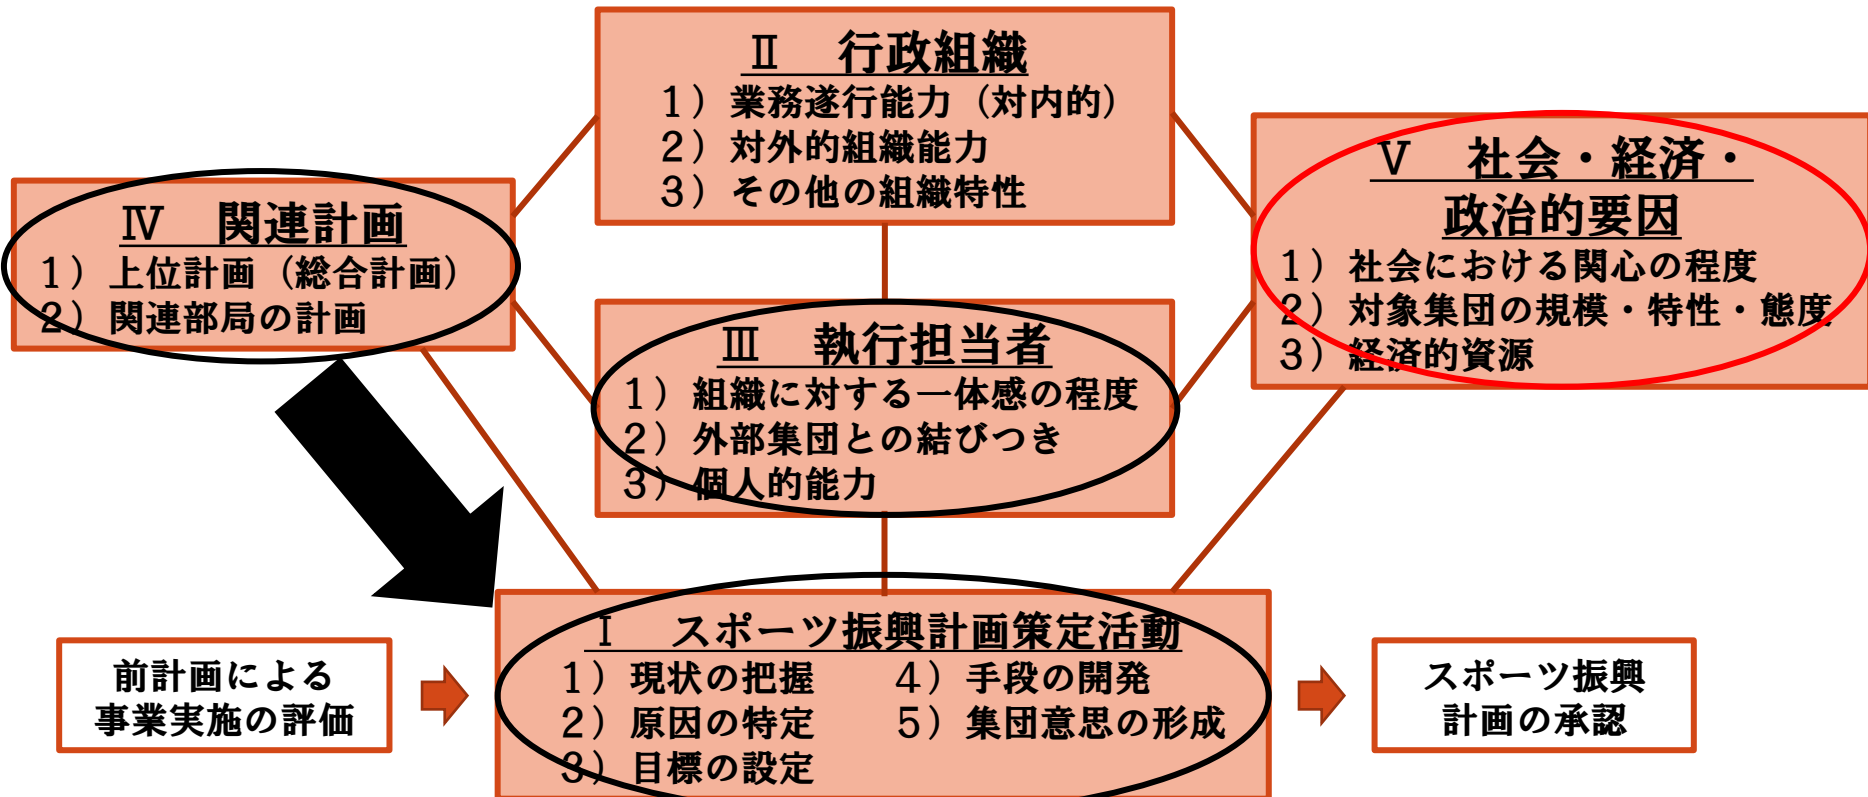 Ⅱ　行政組織
１）業務遂行能力（対内的）
２）対外的組織能力
３）その他の組織特性
Ⅳ　関連計画
１）上位計画（総合計画）
２）関連部局の計画
Ⅲ　執行担当者
１）組織に対する一体感の程度
２）外部集団との結びつき
３）個人的能力
Ⅴ　社会・経済・
政治的要因
１）社会における関心の程度
２）対象集団の規模・特性・態度
３）経済的資源
前計画による
事業実施の評価
Ⅰ　スポーツ振興計画策定活動
１）現状の把握　４）手段の開発
２）原因の特定　５）集団意思の形成
３）目標の設定
スポーツ振興
計画の承認